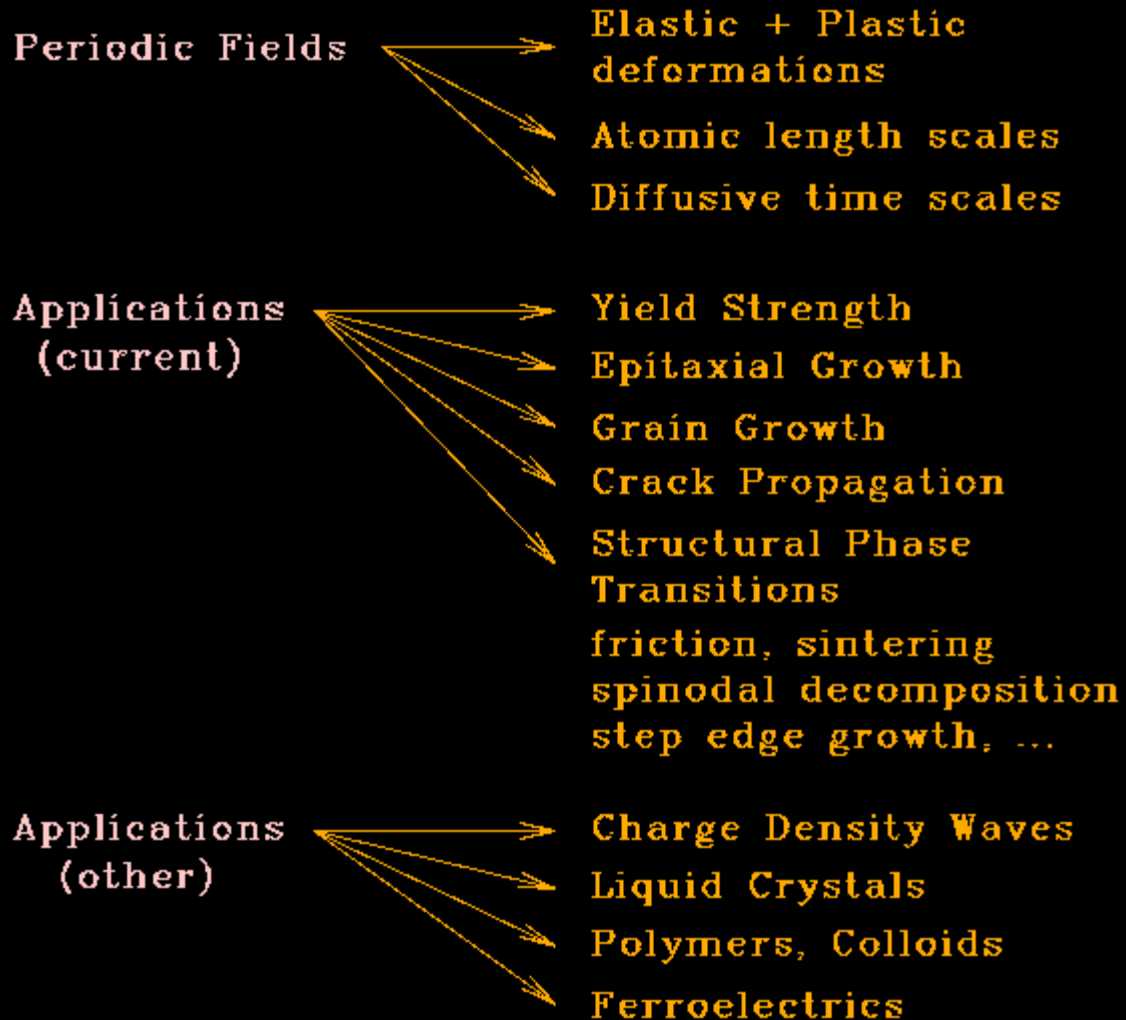 Periodic Fields
Elastic + Plastic
deformations
Atomic length scales
Diffusive time scales
Applications
(current)
Yield Strength
Epitaxial Growth
Grain Growth
Crack Propagation
Structural Phase
Transitions
friction, sintering
spinodal decomposition
step edge growth, ...
Applications
(other)
Charge Density Waves
Liquid Crystals
Polymers, Colloids
Ferroelectrics